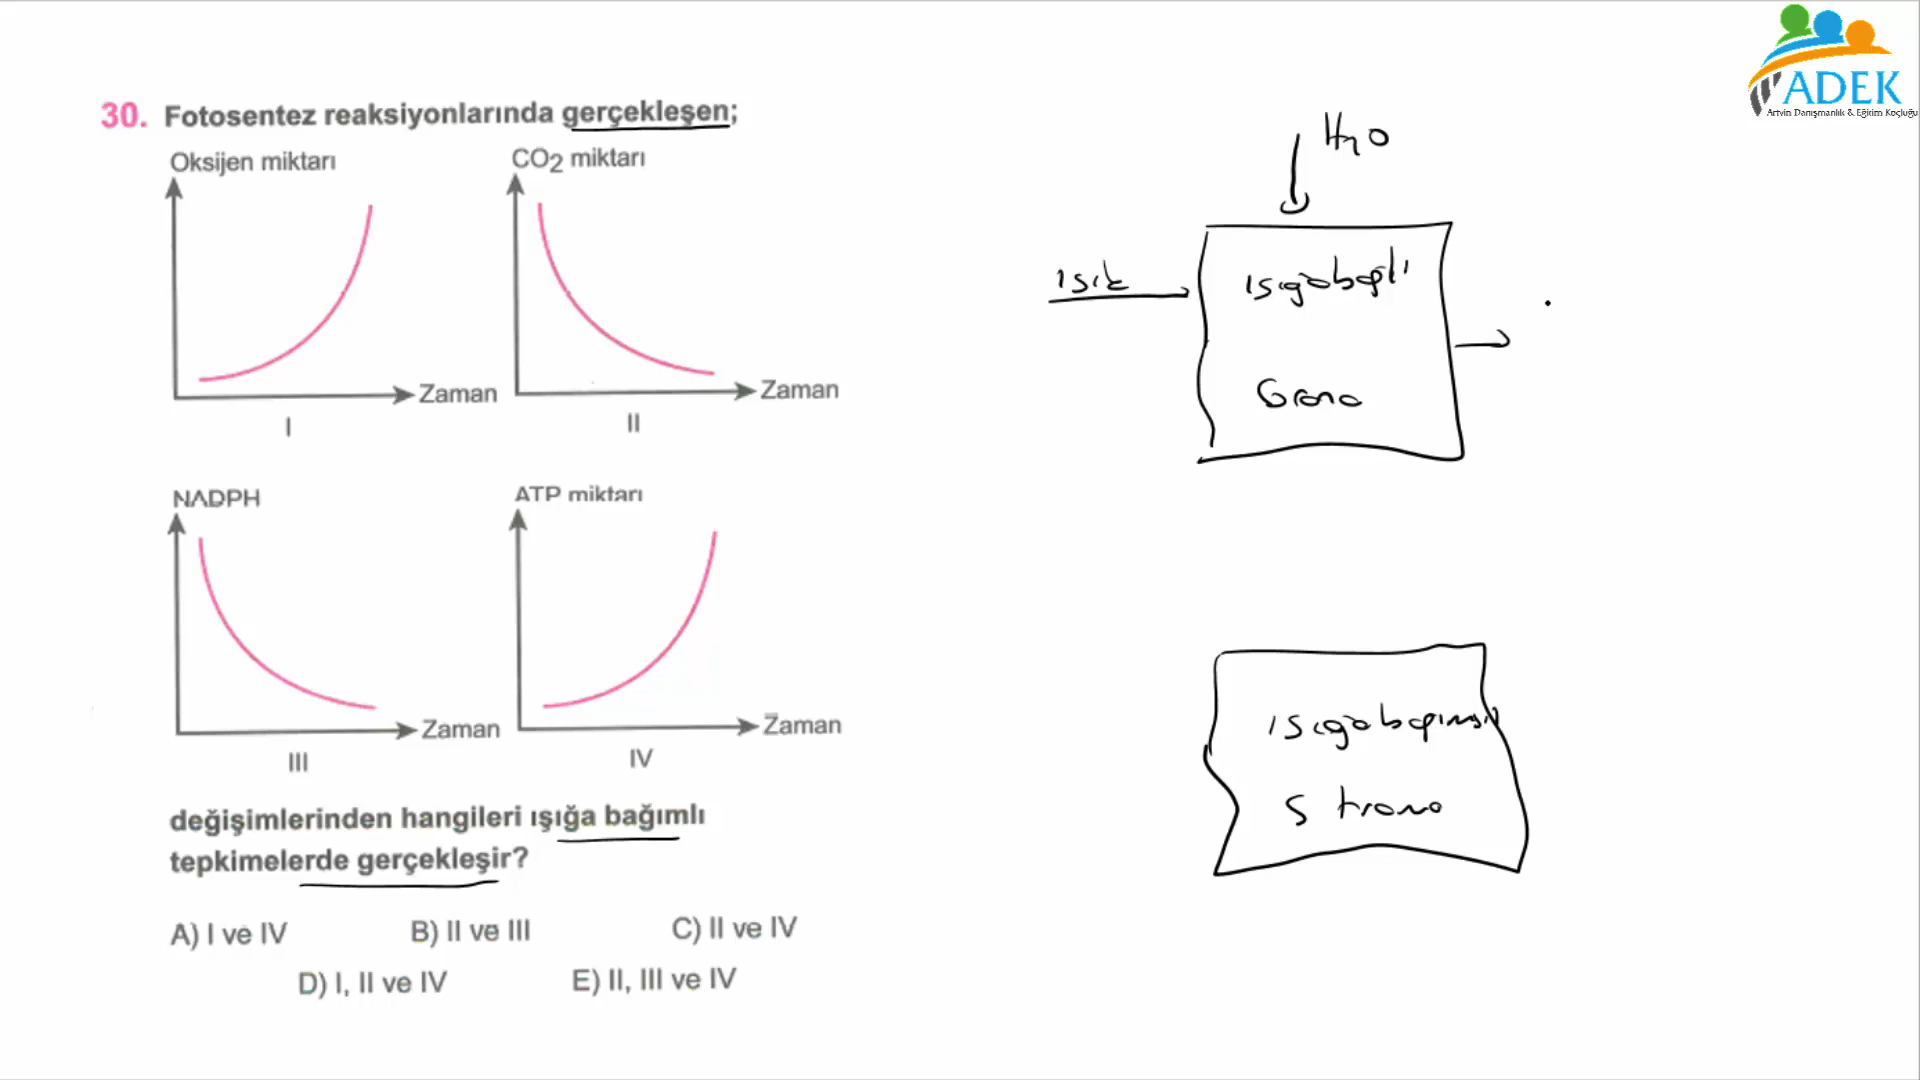 30. Fotosentez reaksiyonlarında gerçekleşen;
Oksijen miktarı
CO2 miktarı
Zaman
Zaman
I
II
NADPH
ATP miktarı
Zaman
Zaman
III
IV
değişimlerinden hangileri ışığa bağımlı
tepkimelerde gerçekleşir?
A) I ve IV
B) II ve III
C) II ve IV
D) I, II ve IV
E) II, III ve IV
H2O
ışık
ışığa bağlı
Grana
ışığa bağımsız
Stroma
ADEK
Artvin Danışmanlık & Eğitim Koçluğu